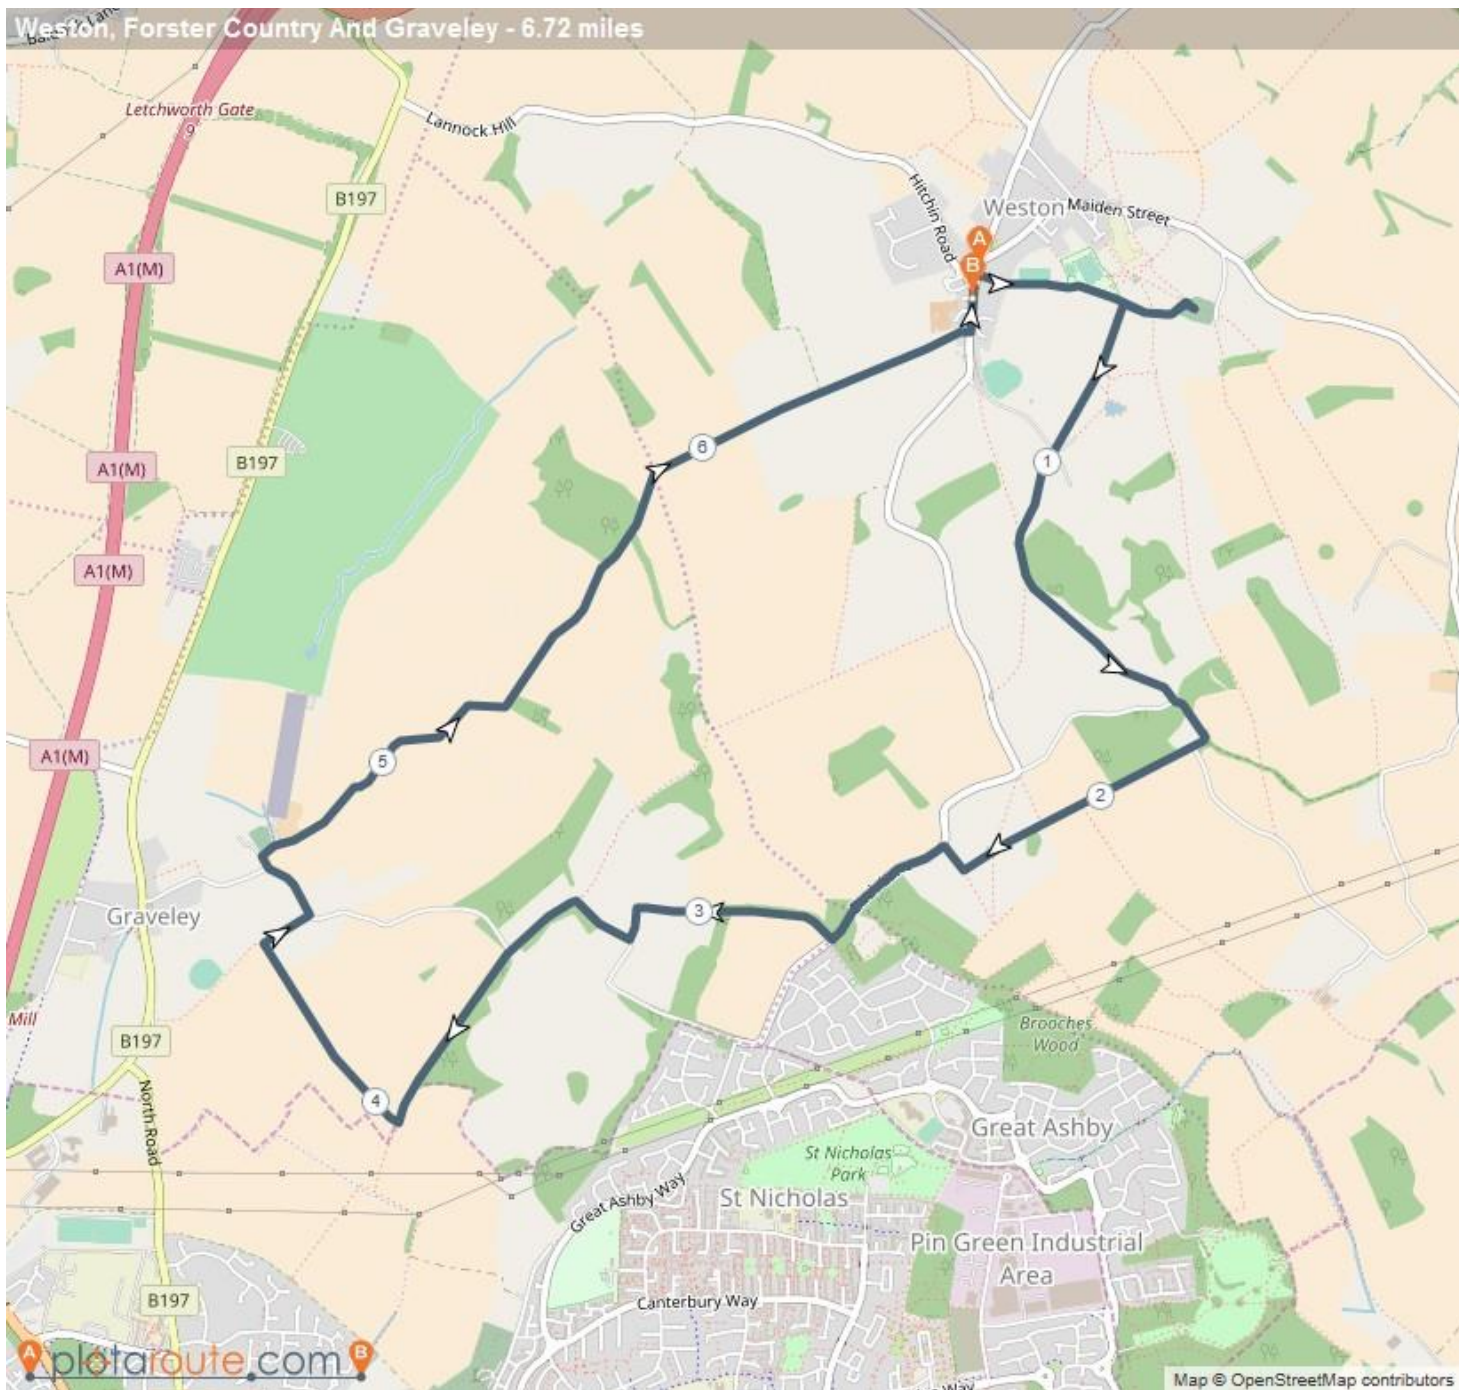 Weston, Forster Country And Graveley - 6.72 miles
Letchworth Gate
9
Lannock Hill
B197
Hitchin Road
Weston
Maiden Street
A
B
A1(M)
6
1
B197
A1(M)
A1(M)
5
A1(M)
2
3
Graveley
Mill
B197
4
North Road
Brooches
Wood
Great Ashby
St Nicholas
Park
Great Ashby Way
St Nicholas
Pin Green Industrial
Area
Canterbury Way
B197
A plotaroute.com B
Map © OpenStreetMap contributors